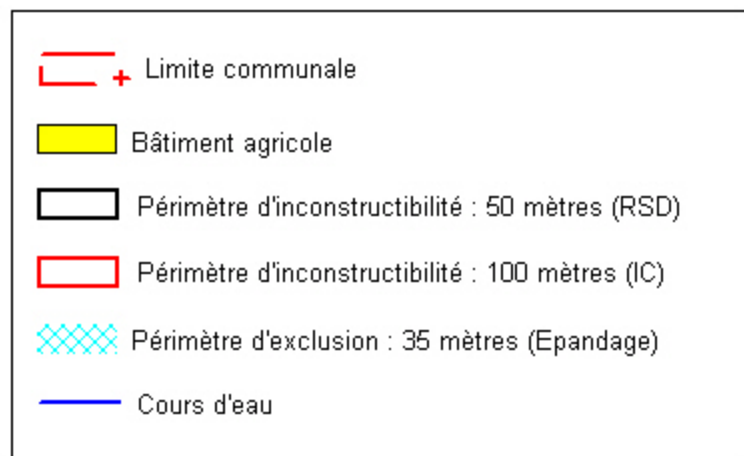 Limite communale
Bâtiment agricole
Périmètre d'inconstructibilité : 50 mètres (RSD)
Périmètre d'inconstructibilité : 100 mètres (IC)
Périmètre d'exclusion : 35 mètres (Epandage)
Cours d'eau